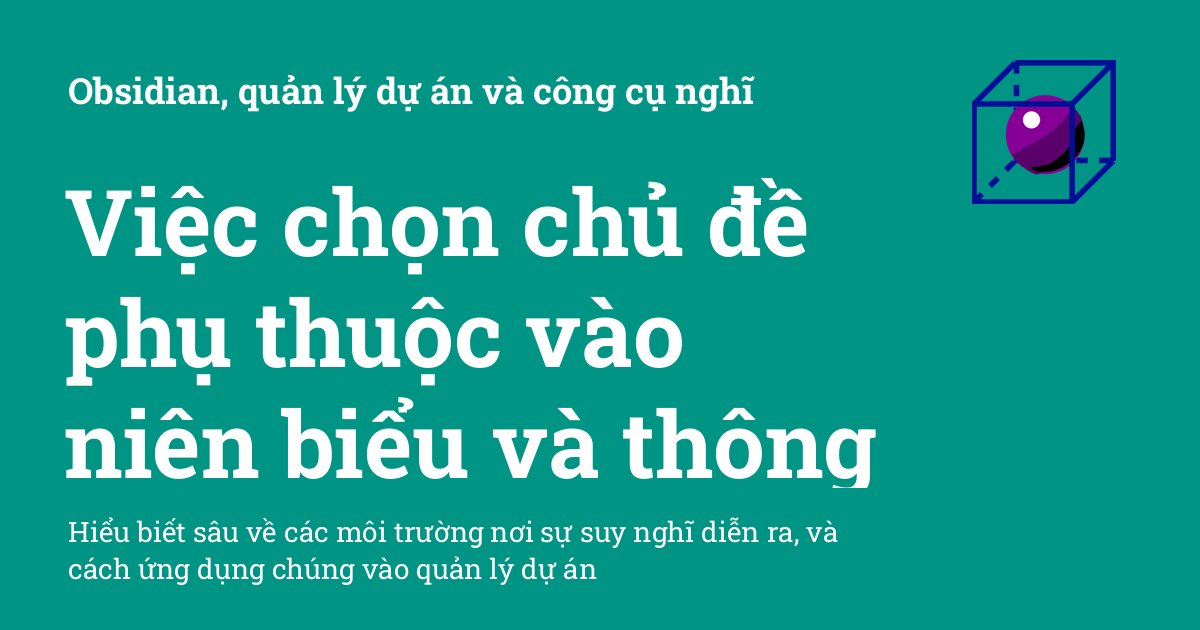 Obsidian, quản lý dự án và công cụ nghĩ
Việc chọn chủ đề
phụ thuộc vào
niên biểu và thông
Hiểu biết sâu về các môi trường nơi sự suy nghĩ diễn ra, và
cách ứng dụng chúng vào quản lý dự án